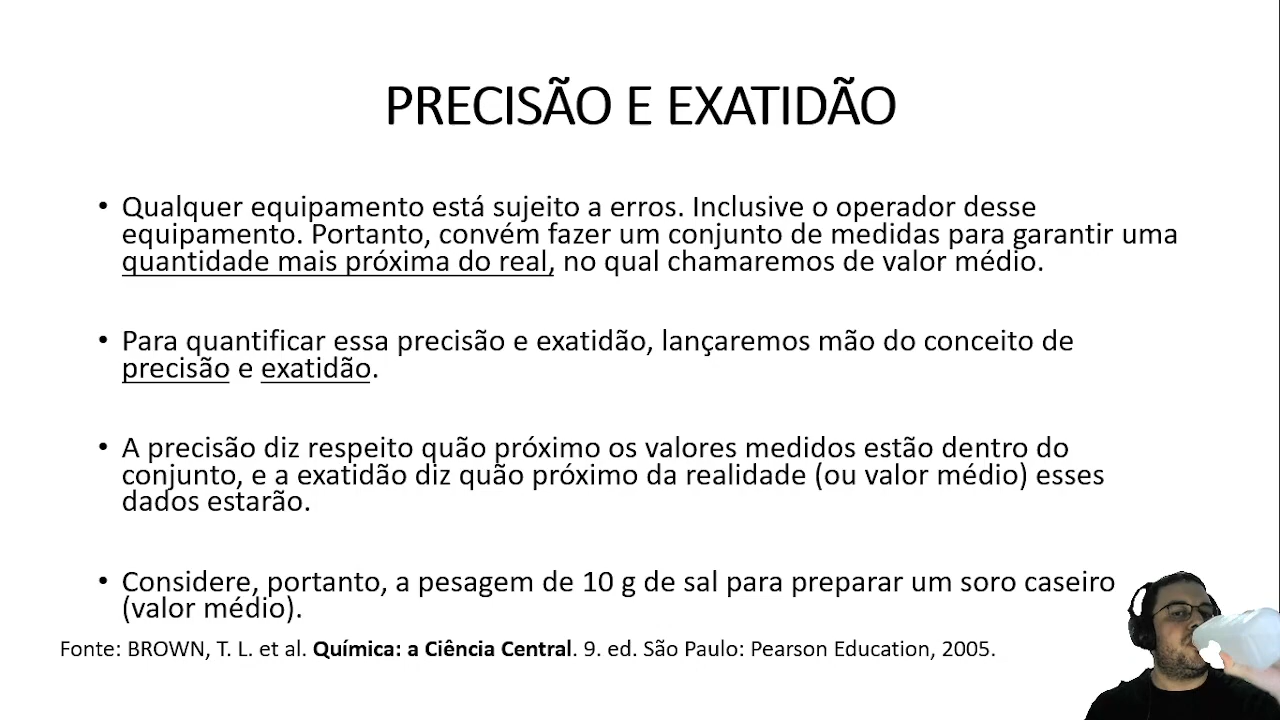 PRECISÃO E EXATIDÃO
• Qualquer equipamento está sujeito a erros. Inclusive o operador desse
equipamento. Portanto, convém fazer um conjunto de medidas para garantir uma
quantidade mais próxima do real, no qual chamaremos de valor médio.
• Para quantificar essa precisão e exatidão, lançaremos mão do conceito de
precisão e exatidão.
• A precisão diz respeito quão próximo os valores medidos estão dentro do
conjunto, e a exatidão diz quão próximo da realidade (ou valor médio) esses
dados estarão.
• Considere, portanto, a pesagem de 10 g de sal para preparar um soro caseiro
(valor médio).
Fonte: BROWN, T. L. et al. Química: a Ciência Central. 9. ed. São Paulo: Pearson Education, 2005.